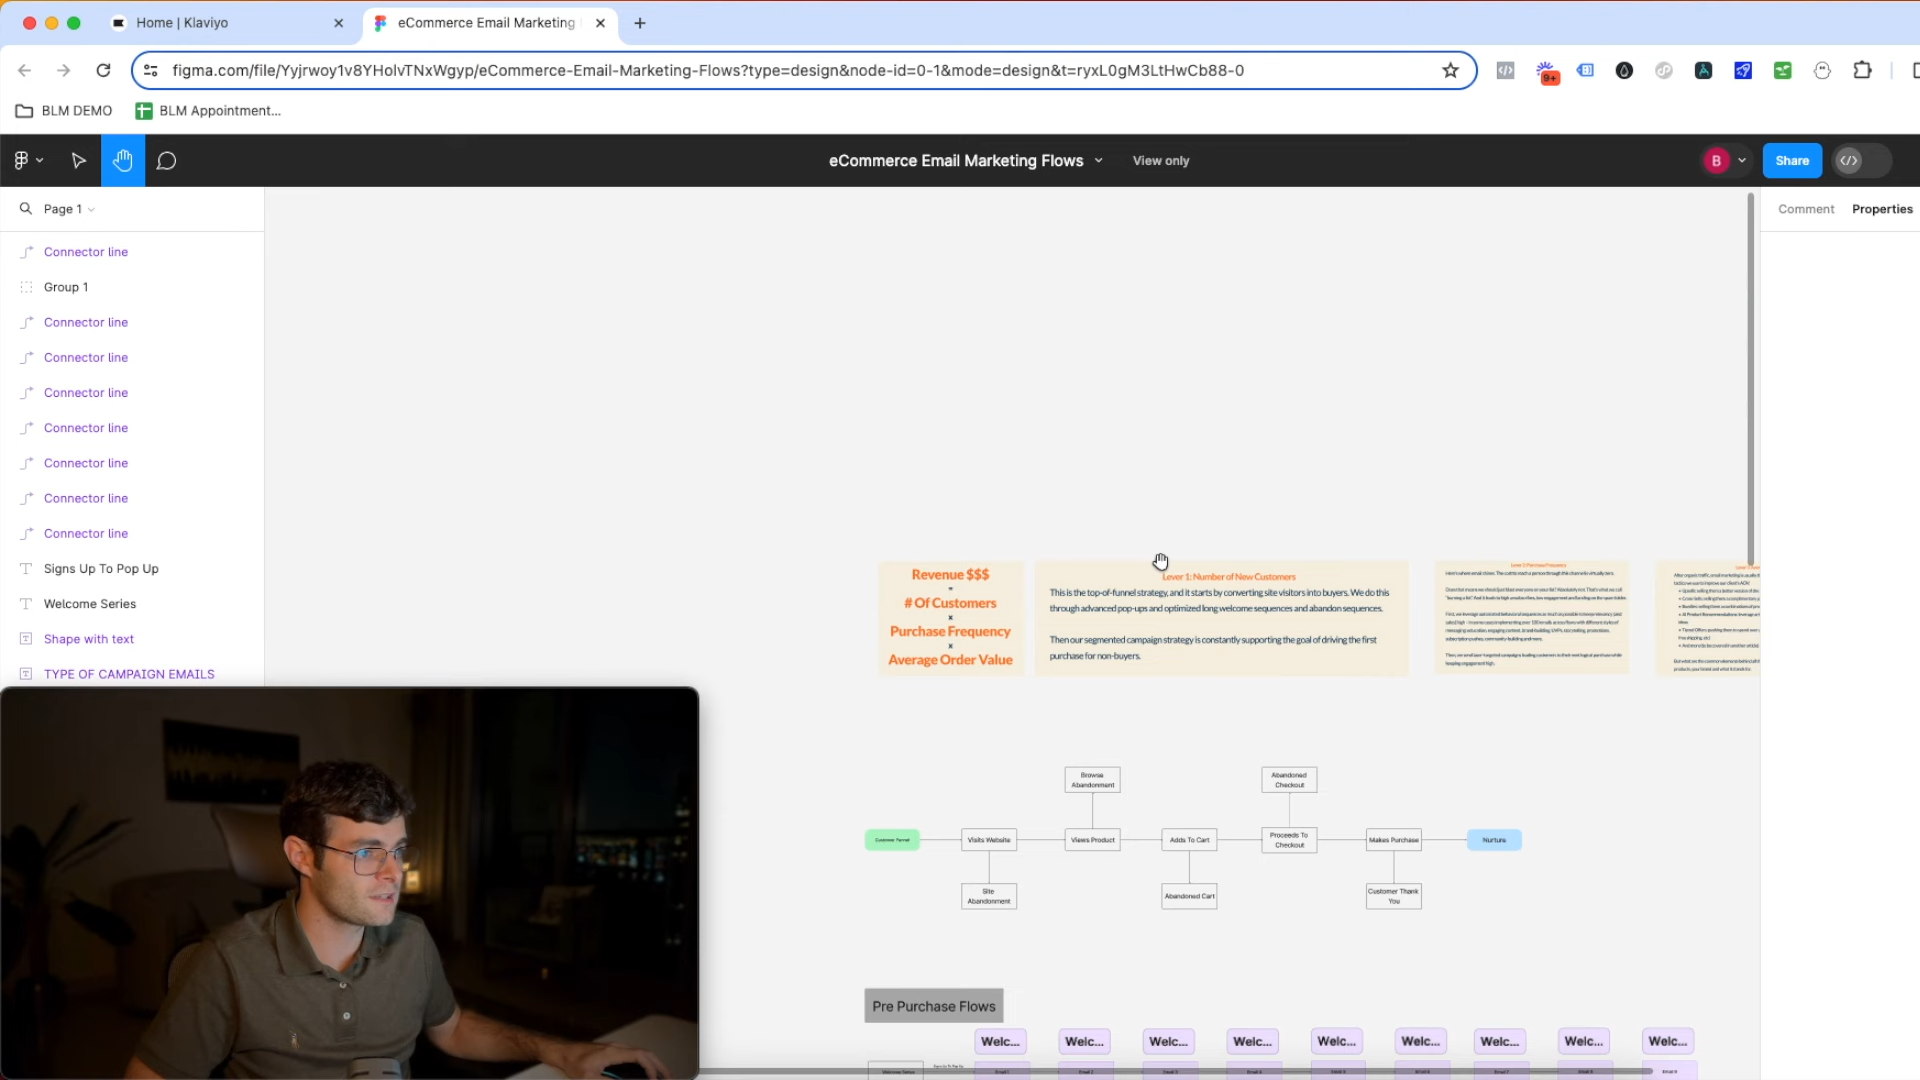 Home | Klaviyo
eCommerce Email Marketing
figma.com/file/Yyjrwoy1v8YHolvTNxWgyp/eCommerce-Email-Marketing-Flows?type=design&node-id=0-1&mode=design&t=ryxL0gM3LtHwCb88-0
9+
BLM DEMO
BLM Appointment...
eCommerce Email Marketing Flows
View only
B
Share
Page 1
Comment
Properties
Connector line
Group 1
Connector line
Connector line
Connector line
Connector line
Connector line
Connector line
Connector line
Signs Up To Pop Up
Welcome Series
Shape with text
TYPE OF CAMPAIGN EMAILS
Revenue $$$
=
# Of Customers
x
Purchase Frequency
x
Average Order Value
Lever 1: Number of New Customers
This is the top-of-funnel strategy, and it starts by converting site visitors into buyers. We do this
through advanced pop-ups and optimized long welcome sequences and abandon sequences.
Then our segmented campaign strategy is constantly supporting the goal of driving the first
purchase for non-buyers.
Browse
Abandonment
Abandoned
Checkout
Customer Funnel
Visits Website
Views Product
Adds To Cart
Proceeds To
Checkout
Makes Purchase
Nurture
Site
Abandonment
Abandoned Cart
Customer Thank
You
Pre Purchase Flows
Welc...
Welc...
Welc...
Welc...
Welc...
Welc...
Welc...
Welc...
Welc...